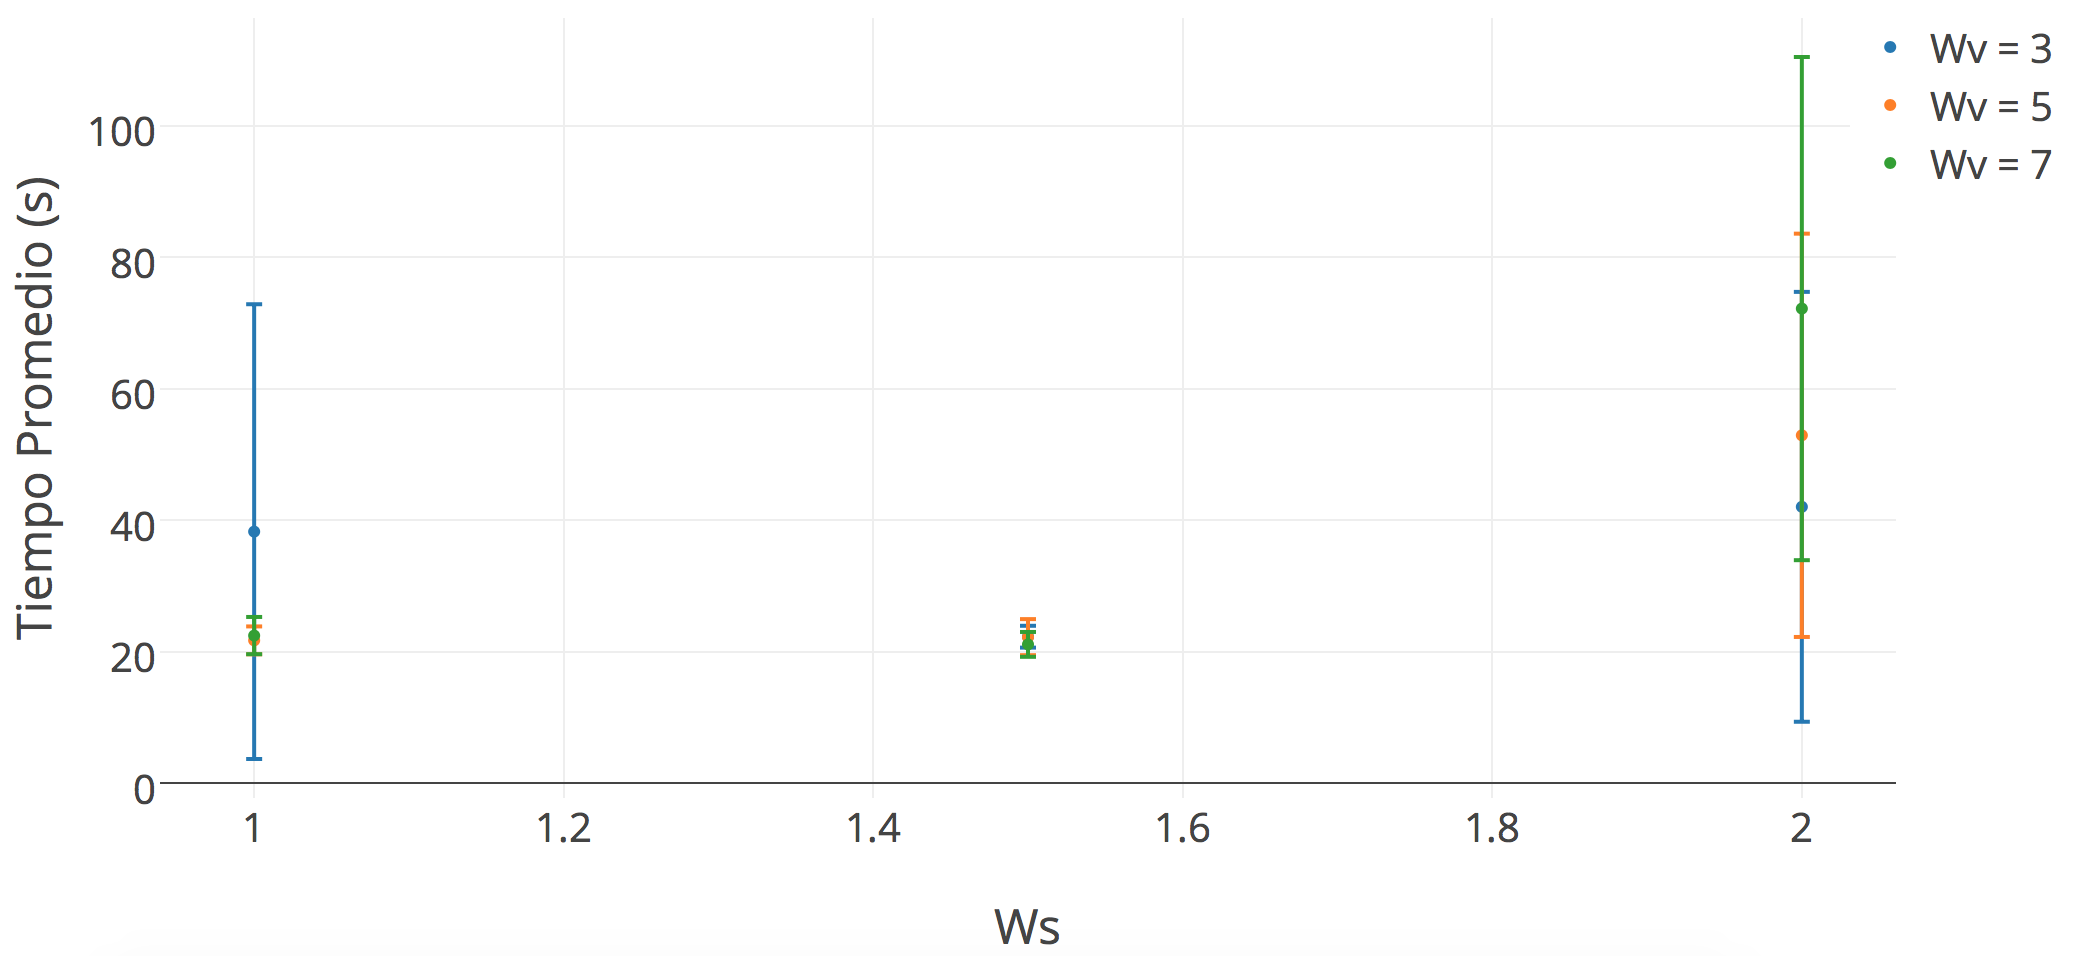 Wv = 3
Wv = 5
Wv = 7
Tiempo Promedio (s)
100
80
60
40
20
0
1 1.2 1.4 1.6 1.8 2
Ws